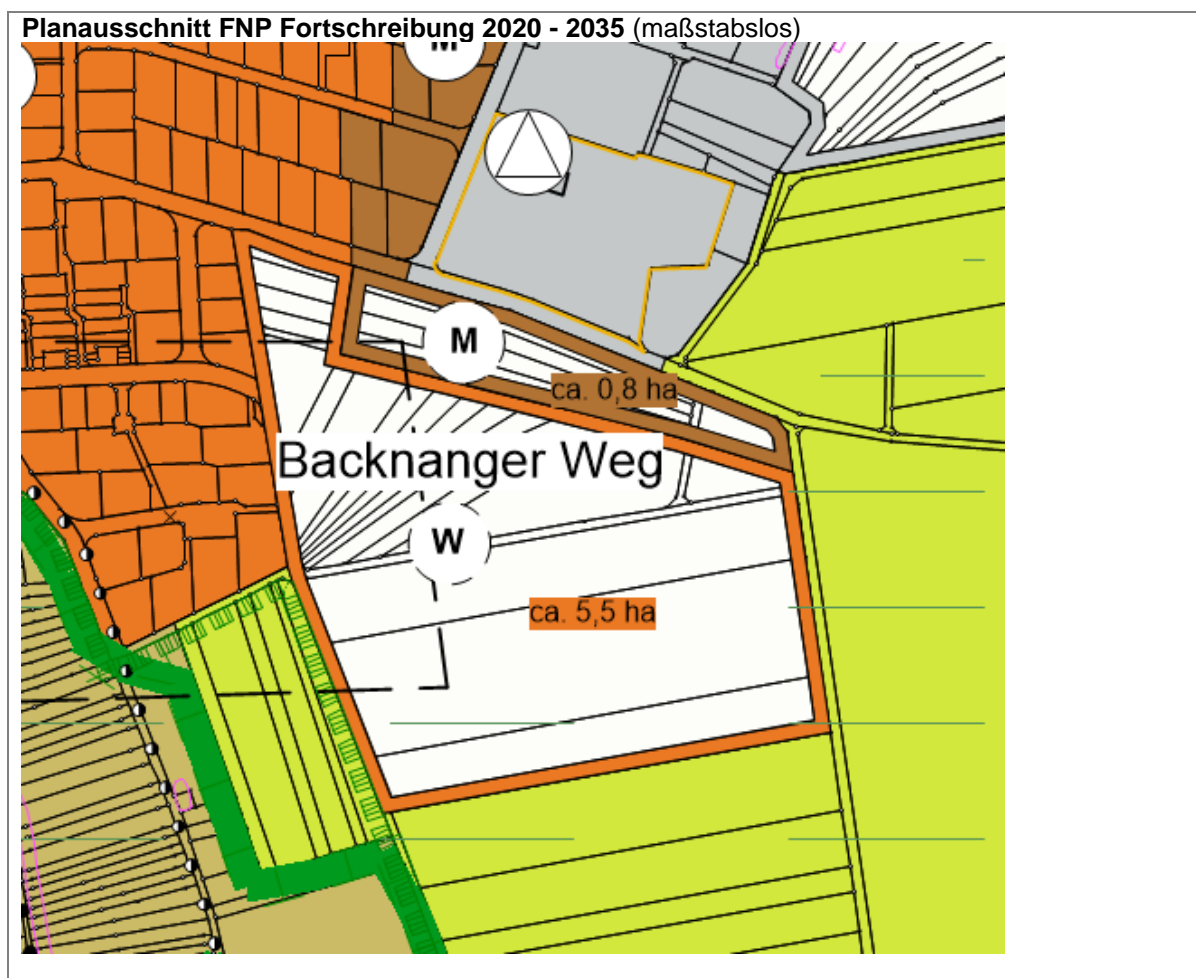 Planausschnitt FNP Fortschreibung 2020 - 2035 (maßstabslos)
M
M
ca. 0,8 ha
Backnanger Weg
W
ca. 5,5 ha